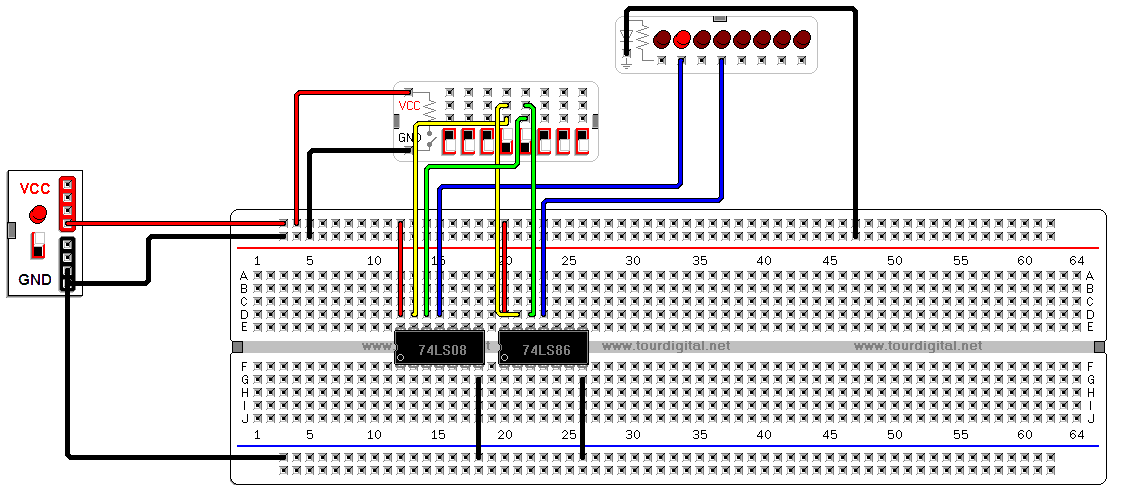 VCC
GND
VCC
GND
1 5 10 15 20 25 30 35 40 45 50 55 60 64
A A
B B
C C
D D
E E
www.tourdigital.net www.tourdigital.net
74LS08 74LS86
F F
G G
H H
I I
J J
1 5 10 15 20 25 30 35 40 45 50 55 60 64